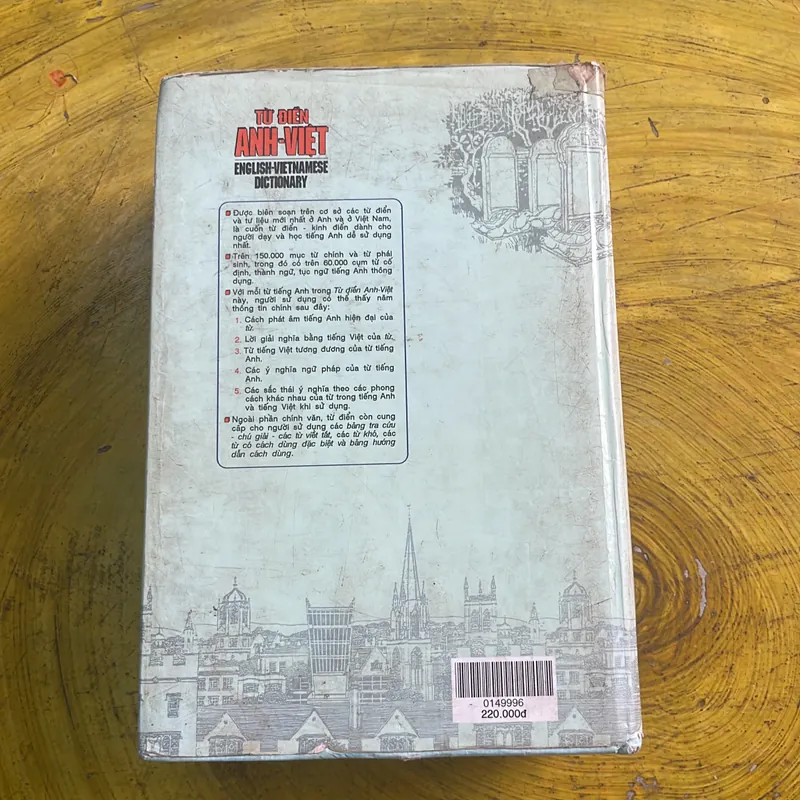 TỪ ĐIỂN
ANH-VIỆT
ENGLISH-VIETNAMESE
DICTIONARY
Được biên soạn trên cơ sở các từ điển
và tư liệu mới nhất ở Anh và ở Việt Nam,
là cuốn từ điển - kinh điển dành cho
người dạy và học tiếng Anh dễ sử dụng
nhất.
Trên 150.000 mục từ chính và từ phái
sinh, trong đó có trên 60.000 cụm từ cố
định, thành ngữ, tục ngữ tiếng Anh thông
dụng.
Với mỗi từ tiếng Anh trong Từ điển Anh-Việt
này, người sử dụng có thể thấy năm
thông tin chính sau đây:
1. Cách phát âm tiếng Anh hiện đại của
từ.
2. Lời giải nghĩa bằng tiếng Việt của từ.
3. Từ tiếng Việt tương đương của từ tiếng
Anh.
4. Các ý nghĩa ngữ pháp của từ tiếng
Anh.
5. Các sắc thái ý nghĩa theo các phong
cách khác nhau của từ trong tiếng Anh
và tiếng Việt khi sử dụng.
Ngoài phần chính văn, từ điển còn cung
cấp cho người sử dụng các bảng tra cứu
- chú giải - các từ viết tắt, các từ khó, các
từ có cách dùng đặc biệt và bảng hướng
dẫn cách dùng.
0149996
220.000đ